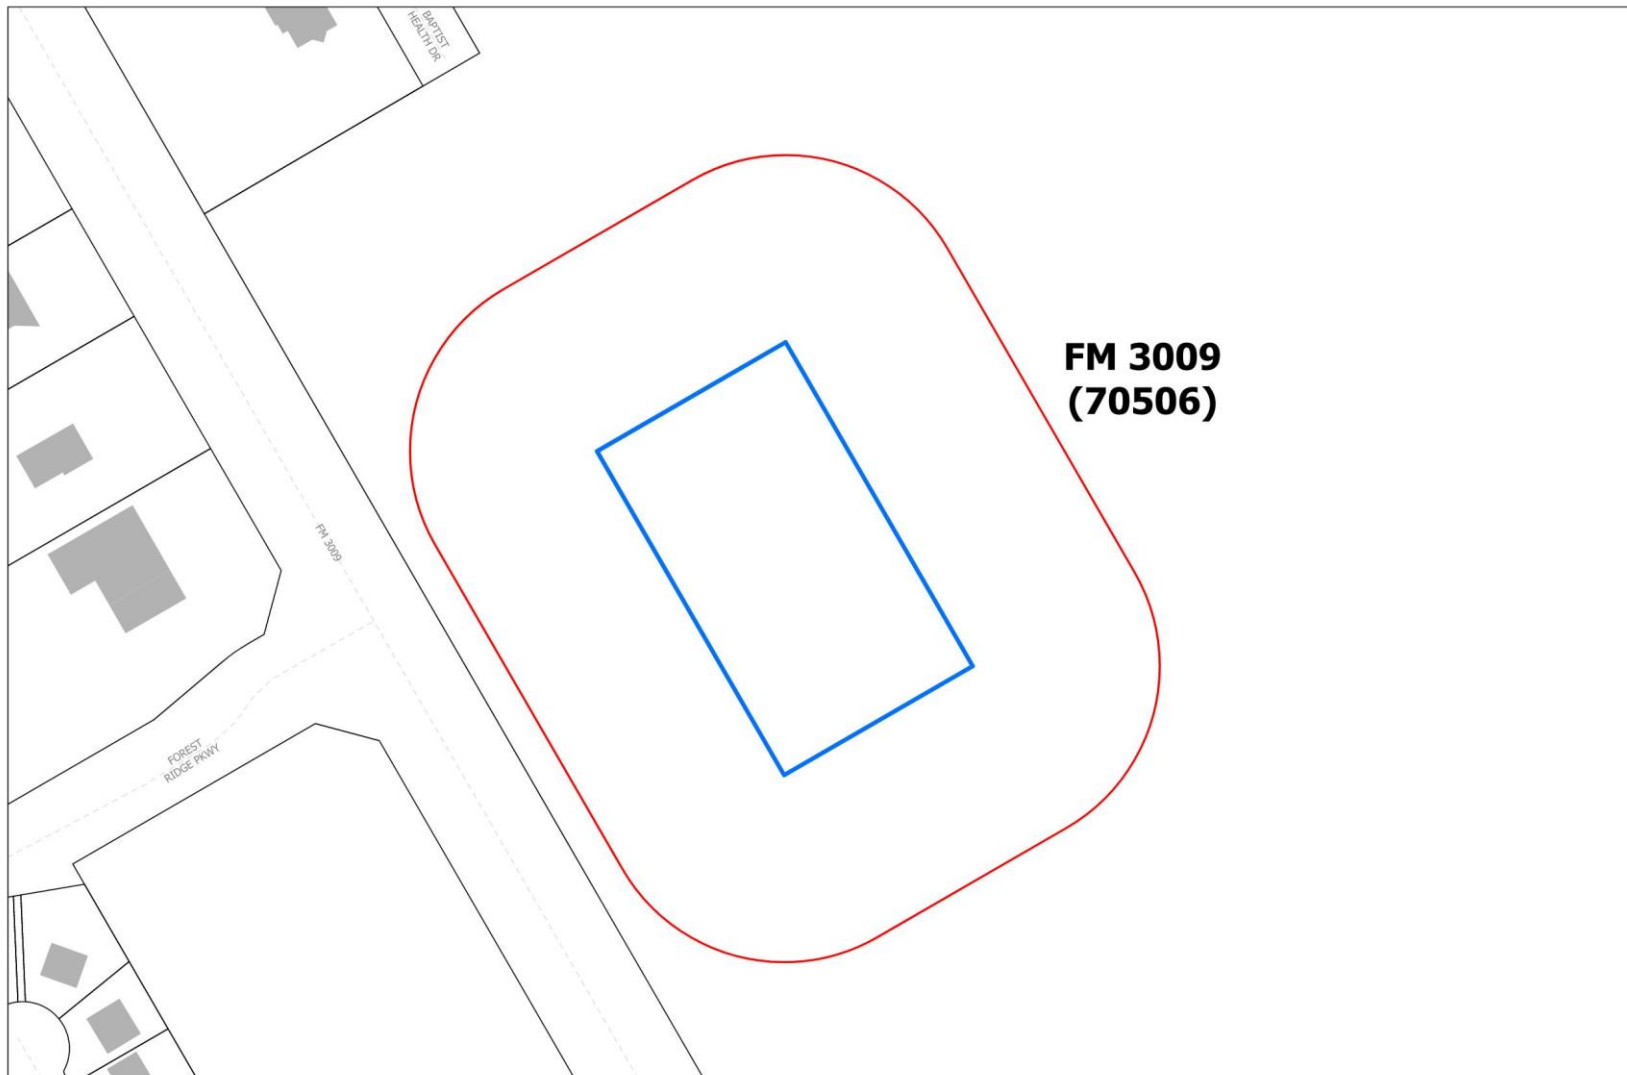 BAPTIST
HEALTH DR
FM 3009
(70506)
FM 3009
FOREST
RIDGE PKWY